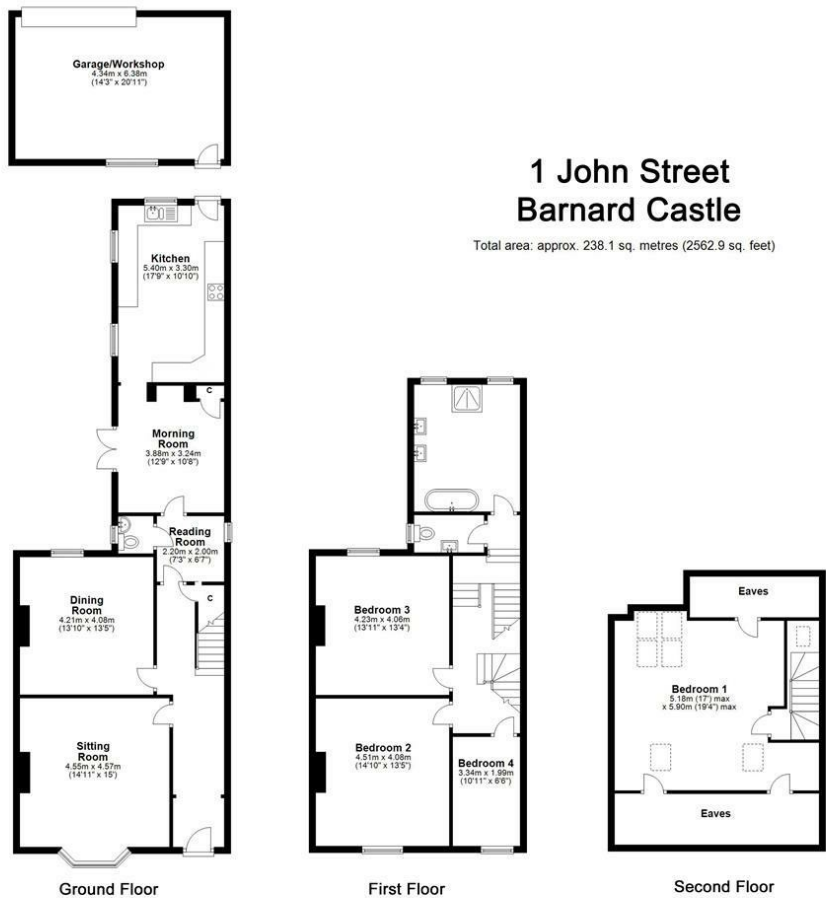 Garage/Workshop
4.34m x 6.38m
(14'3" x 20'11")
1 John Street
Barnard Castle
Total area: approx. 238.1 sq. metres (2562.9 sq. feet)
Kitchen
5.40m x 3.30m
(17'9" x 10'10")
C
Morning
Room
3.88m x 3.24m
(12'9" x 10'8")
Reading
Room
2.20m x 2.00m
(7'3" x 6'7")
Dining
Room
4.21m x 4.08m
(13'10" x 13'5")
C
Sitting
Room
4.55m x 4.57m
(14'11" x 15')
Ground Floor
Bedroom 3
4.23m x 4.06m
(13'11" x 13'4")
Bedroom 2
4.51m x 4.08m
(14'10" x 13'5")
Bedroom 4
3.34m x 1.99m
(10'11" x 6'6")
First Floor
Eaves
Bedroom 1
5.18m (17') max
x 5.90m (19'4") max
Eaves
Second Floor